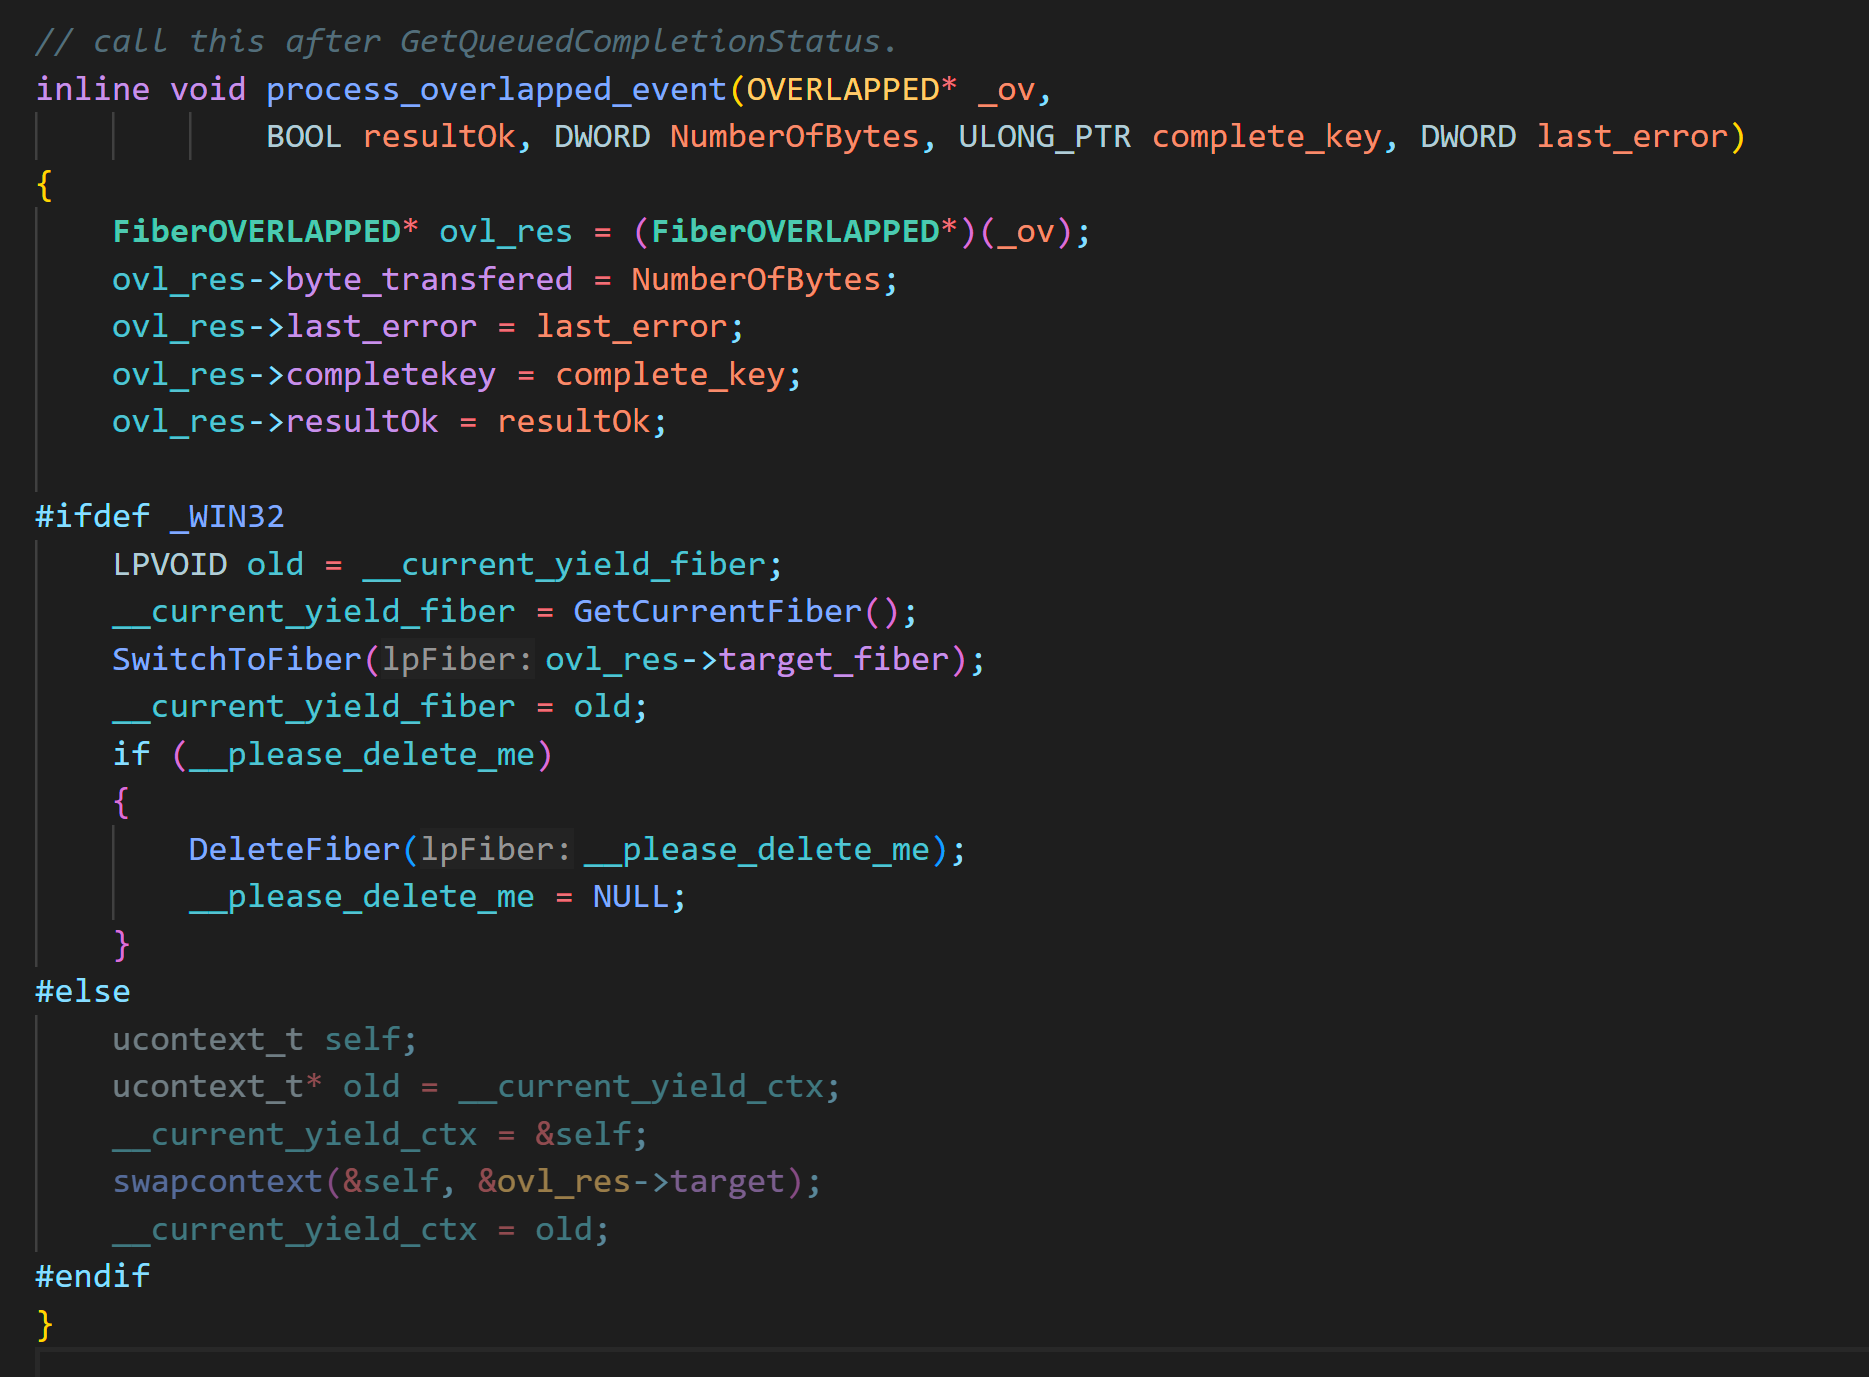 // call this after GetQueuedCompletionStatus.
inline void process_overlapped_event(OVERLAPPED* _ov,
            BOOL resultOk, DWORD NumberOfBytes, ULONG_PTR complete_key, DWORD last_error)
{
    FiberOVERLAPPED* ovl_res = (FiberOVERLAPPED*)(_ov);
    ovl_res->byte_transfered = NumberOfBytes;
    ovl_res->last_error = last_error;
    ovl_res->completekey = complete_key;
    ovl_res->resultOk = resultOk;

#ifdef _WIN32
    LPVOID old = __current_yield_fiber;
    __current_yield_fiber = GetCurrentFiber();
    SwitchToFiber(lpFiber: ovl_res->target_fiber);
    __current_yield_fiber = old;
    if (__please_delete_me)
    {
        DeleteFiber(lpFiber: __please_delete_me);
        __please_delete_me = NULL;
    }
#else
    ucontext_t self;
    ucontext_t* old = __current_yield_ctx;
    __current_yield_ctx = &self;
    swapcontext(&self, &ovl_res->target);
    __current_yield_ctx = old;
#endif
}